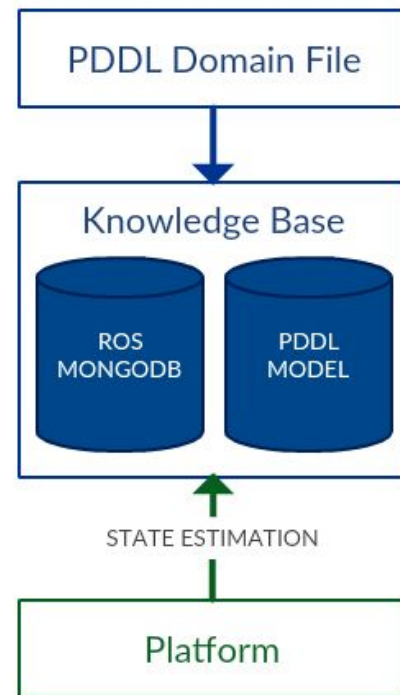 PDDL Domain File
Knowledge Base
ROS
MONGODB
PDDL
MODEL
STATE ESTIMATION
Platform